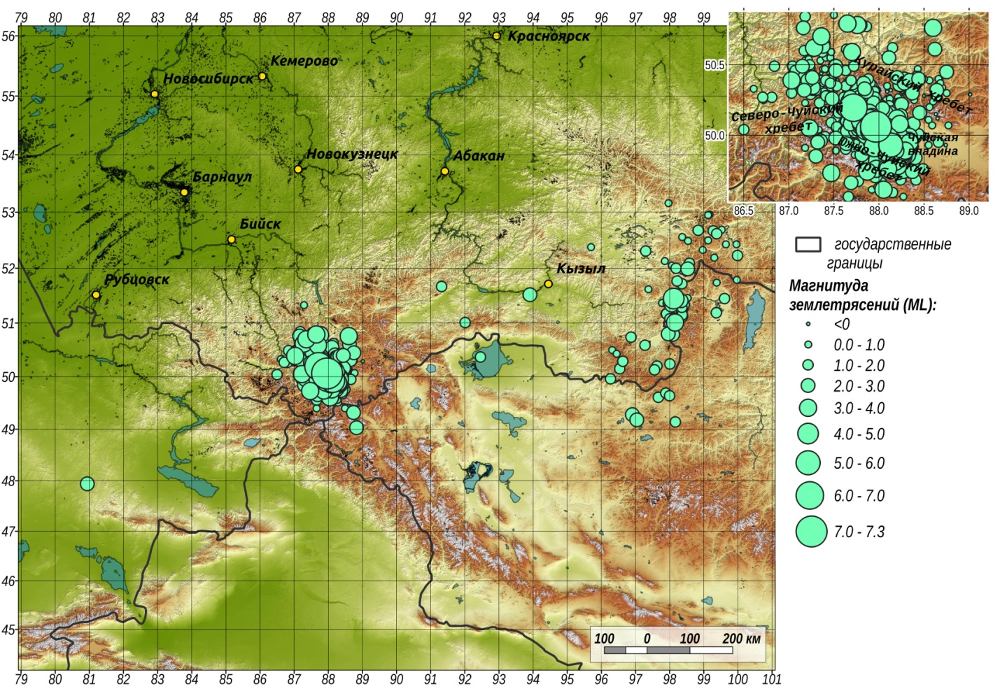 79 80 81 82 83 84 85 86 87 88 89 90 91 92 93 94 95 96 97 98 99
56
55
54
53
52
51
50
49
48
47
46
45
Красноярск
Кемерово
Новосибирск
Новокузнецк
Абакан
Барнаул
Бийск
Кызыл
Рубцовск
100 0 100 200 км
79 80 81 82 83 84 85 86 87 88 89 90 91 92 93 94 95 96 97 98 99 100 101
50.5
50.0
Курайский хребет
Северо-Чуйский
хребет
Чуйская
впадина
Южно-Чуйский
хребет
86.5 87.0 87.5 88.0 88.5 89.0
государственные
границы
Магнитуда
землетрясений (ML):
<0
0.0 - 1.0
1.0 - 2.0
2.0 - 3.0
3.0 - 4.0
4.0 - 5.0
5.0 - 6.0
6.0 - 7.0
7.0 - 7.3